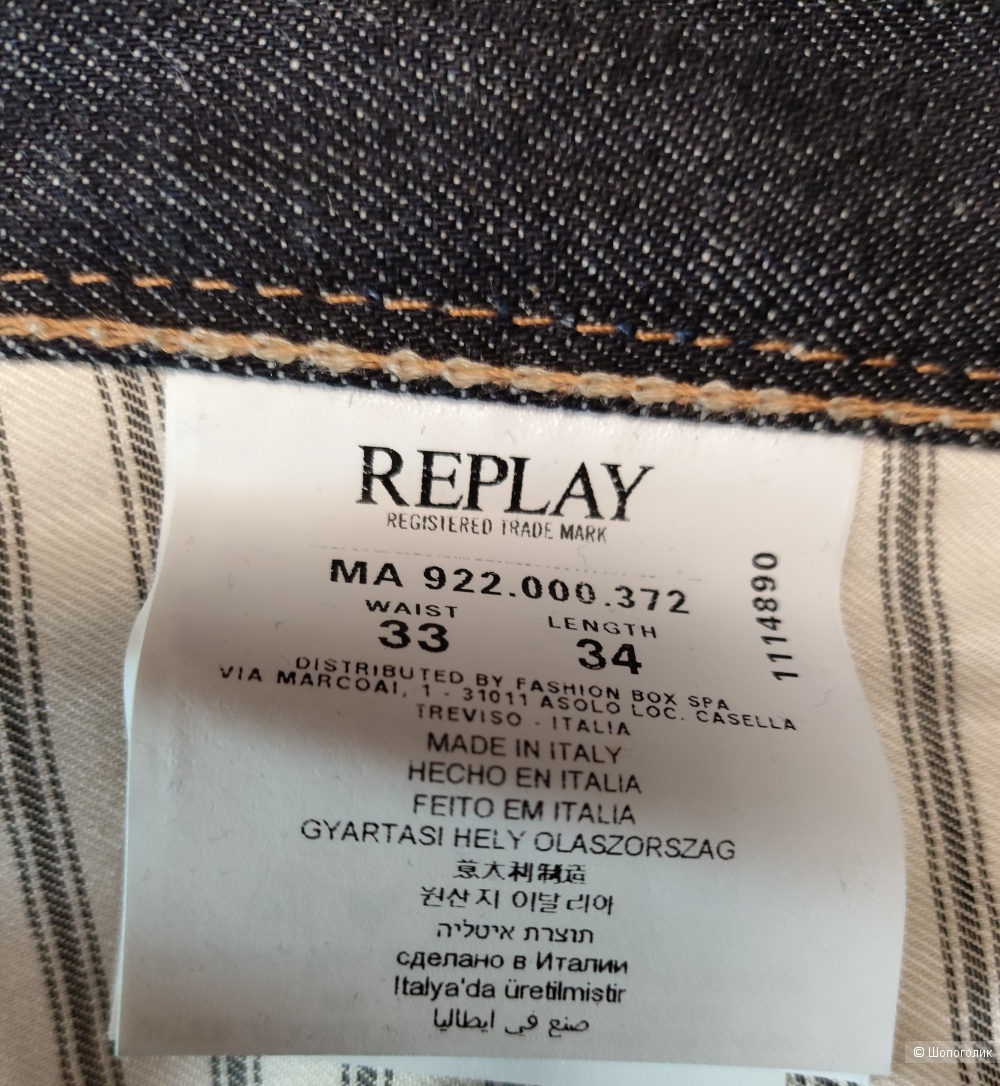 REPLAY
REGISTERED TRADE MARK
MA 922.000.372
WAIST LENGTH
33 34
1114890
DISTRIBUTED BY FASHION BOX SPA
VIA MARCOAI, 1 - 31011 ASOLO LOC. CASELLA
TREVISO - ITALIA
MADE IN ITALY
HECHO EN ITALIA
FEITO EM ITALIA
GYARTASI HELY OLASZORSZAG
意大利制造
원산지 이탈리아
תוצרת איטליה
сделано в Италии
Italya'da üretilmiştir
صنع في ايطاليا
© Шопоголик